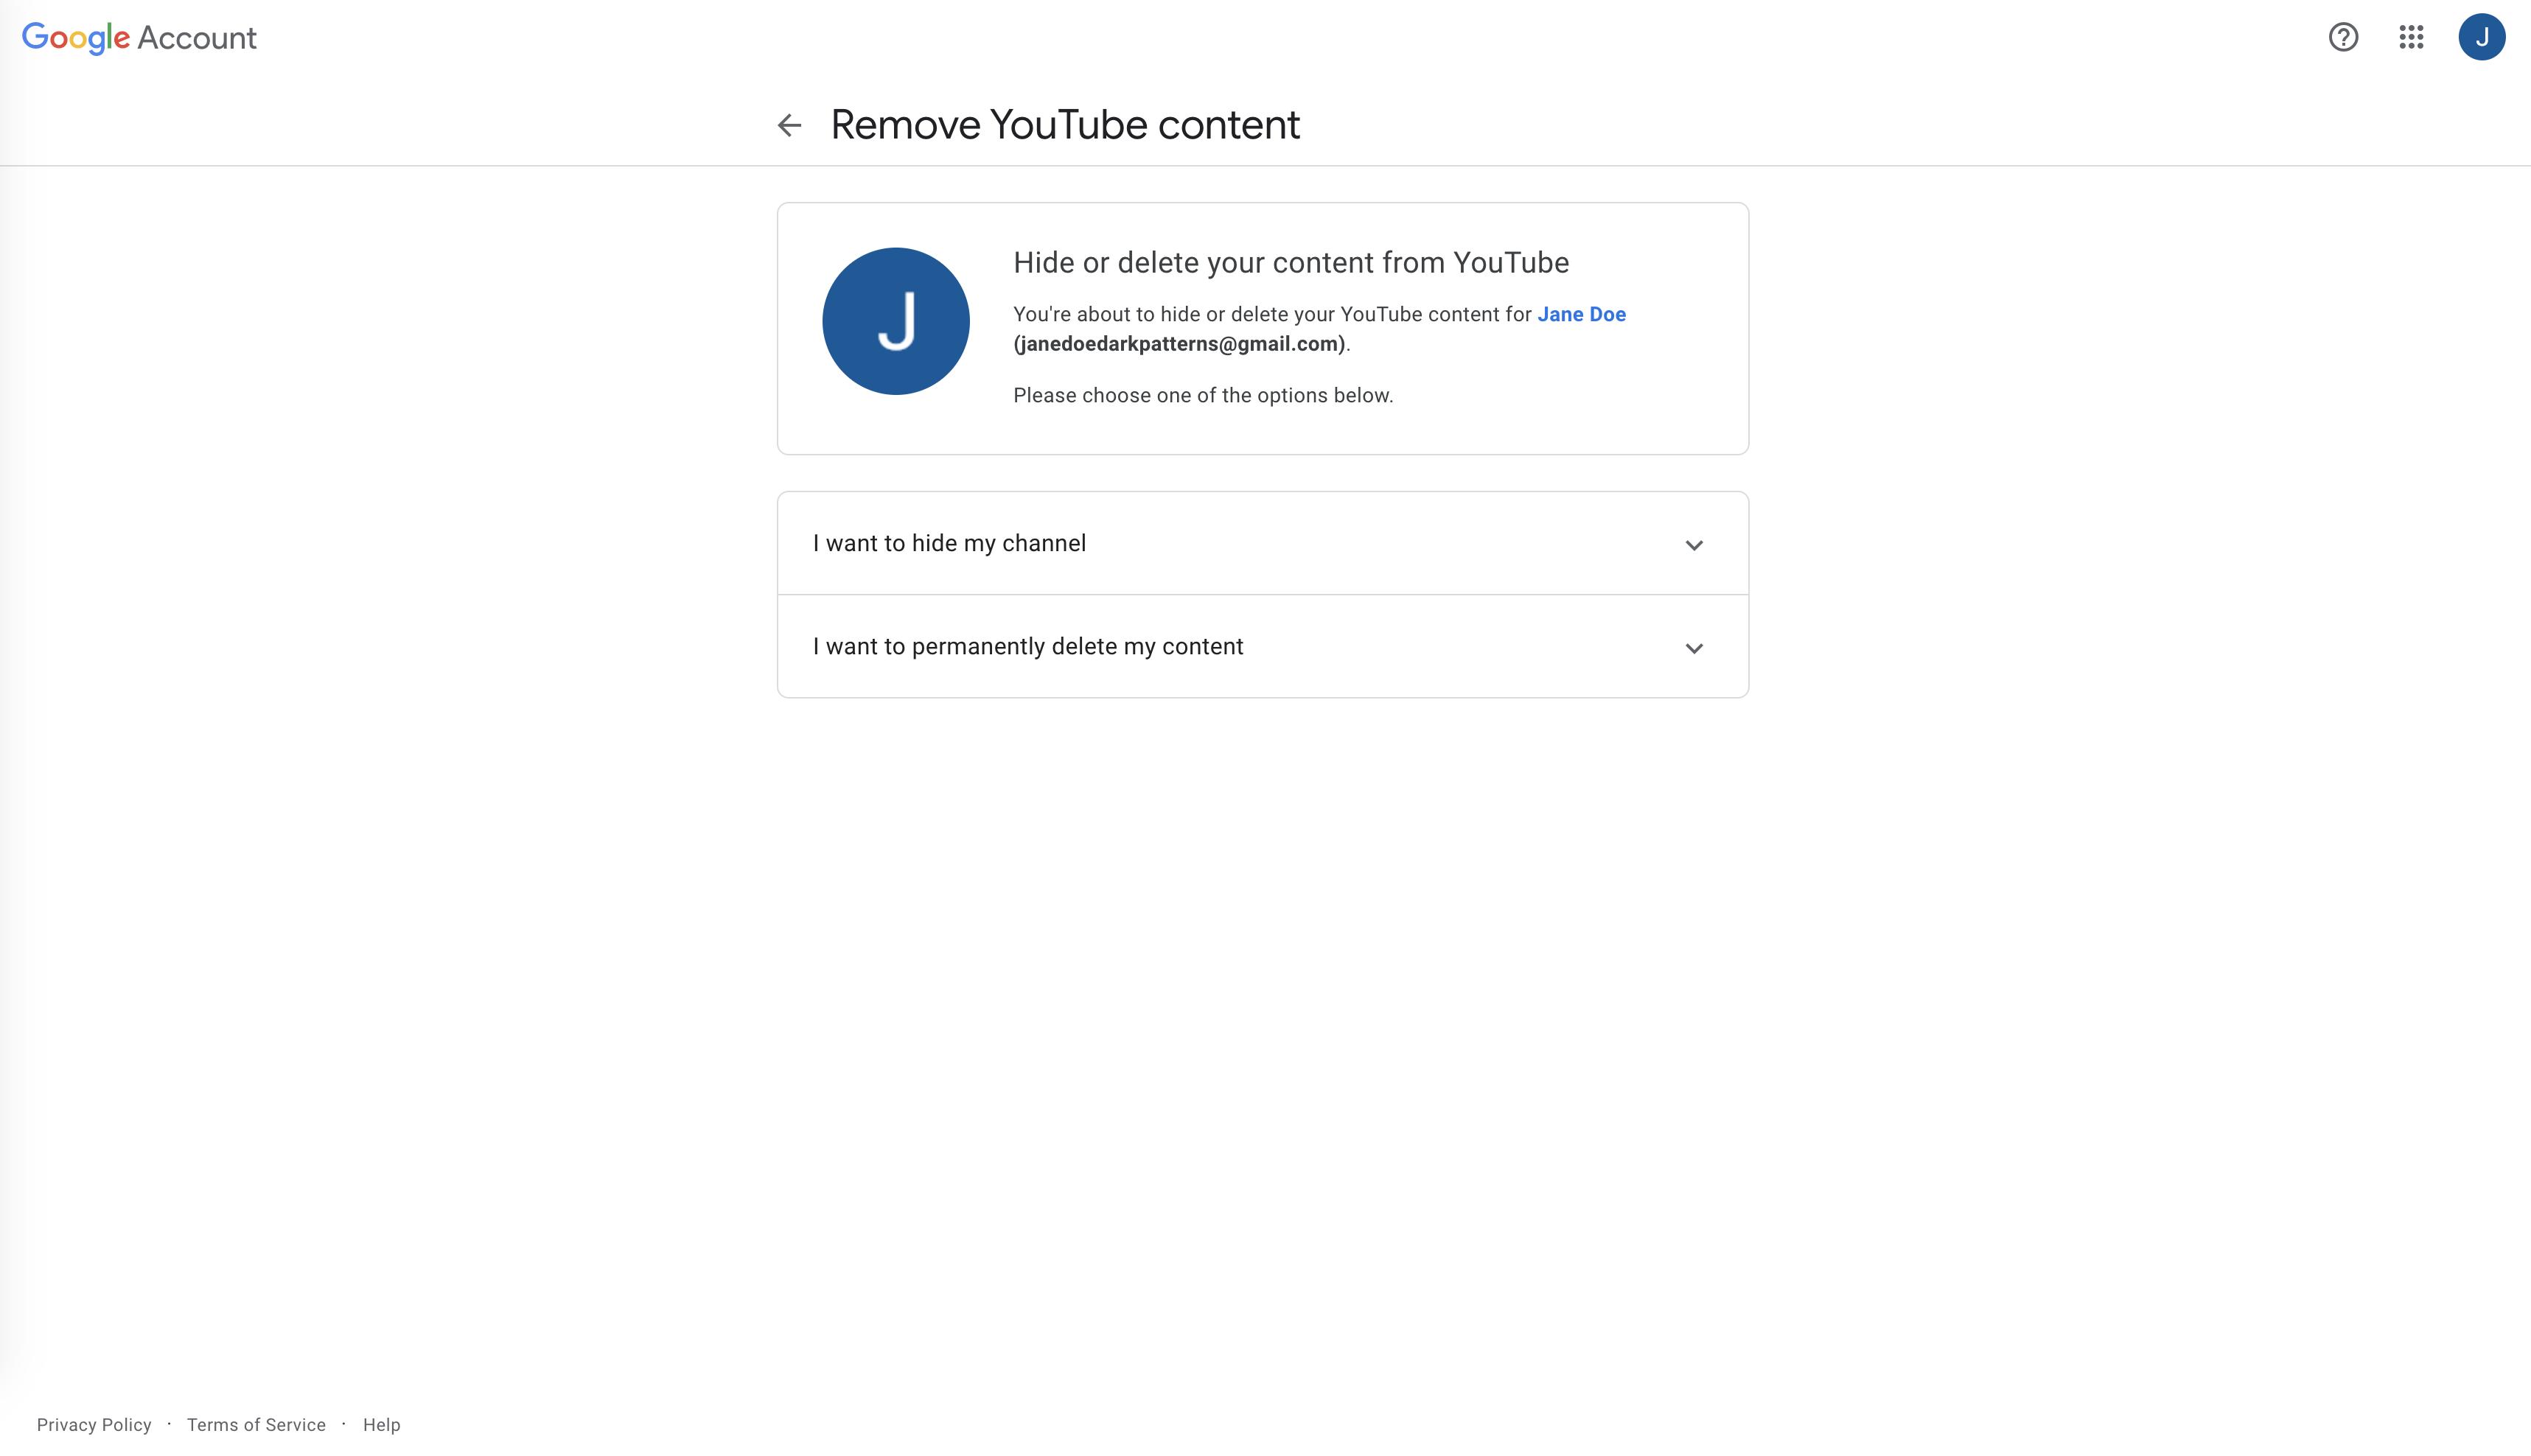 Google Account
J
Remove YouTube content
J
Hide or delete your content from YouTube
You're about to hide or delete your YouTube content for Jane Doe
(janedoedarkpatterns@gmail.com).
Please choose one of the options below.
I want to hide my channel
I want to permanently delete my content
Privacy Policy · Terms of Service · Help